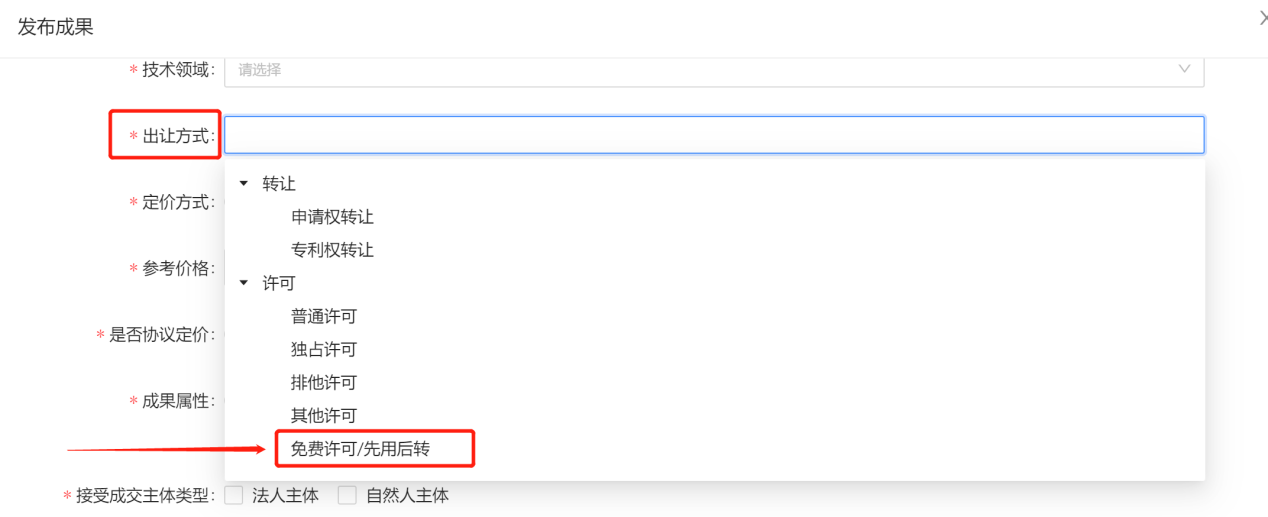 发布成果
* 技术领域： 请选择
* 出让方式：
转让
* 定价方式：
申请权转让
专利权转让
* 参考价格：
许可
普通许可
* 是否协议定价：
独占许可
排他许可
* 成果属性：
其他许可
免费许可/先用后转
* 接受成交主体类型： 法人主体 自然人主体